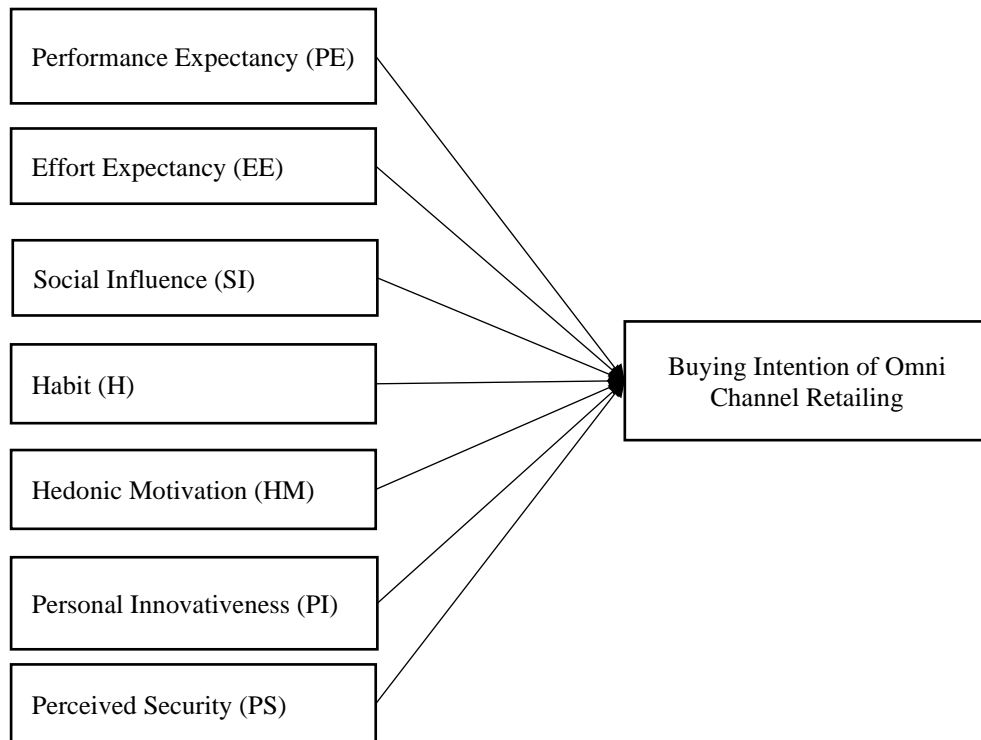 Performance Expectancy (PE)
Effort Expectancy (EE)
Social Influence (SI)
Habit (H)
Hedonic Motivation (HM)
Personal Innovativeness (PI)
Perceived Security (PS)
Buying Intention of Omni
Channel Retailing